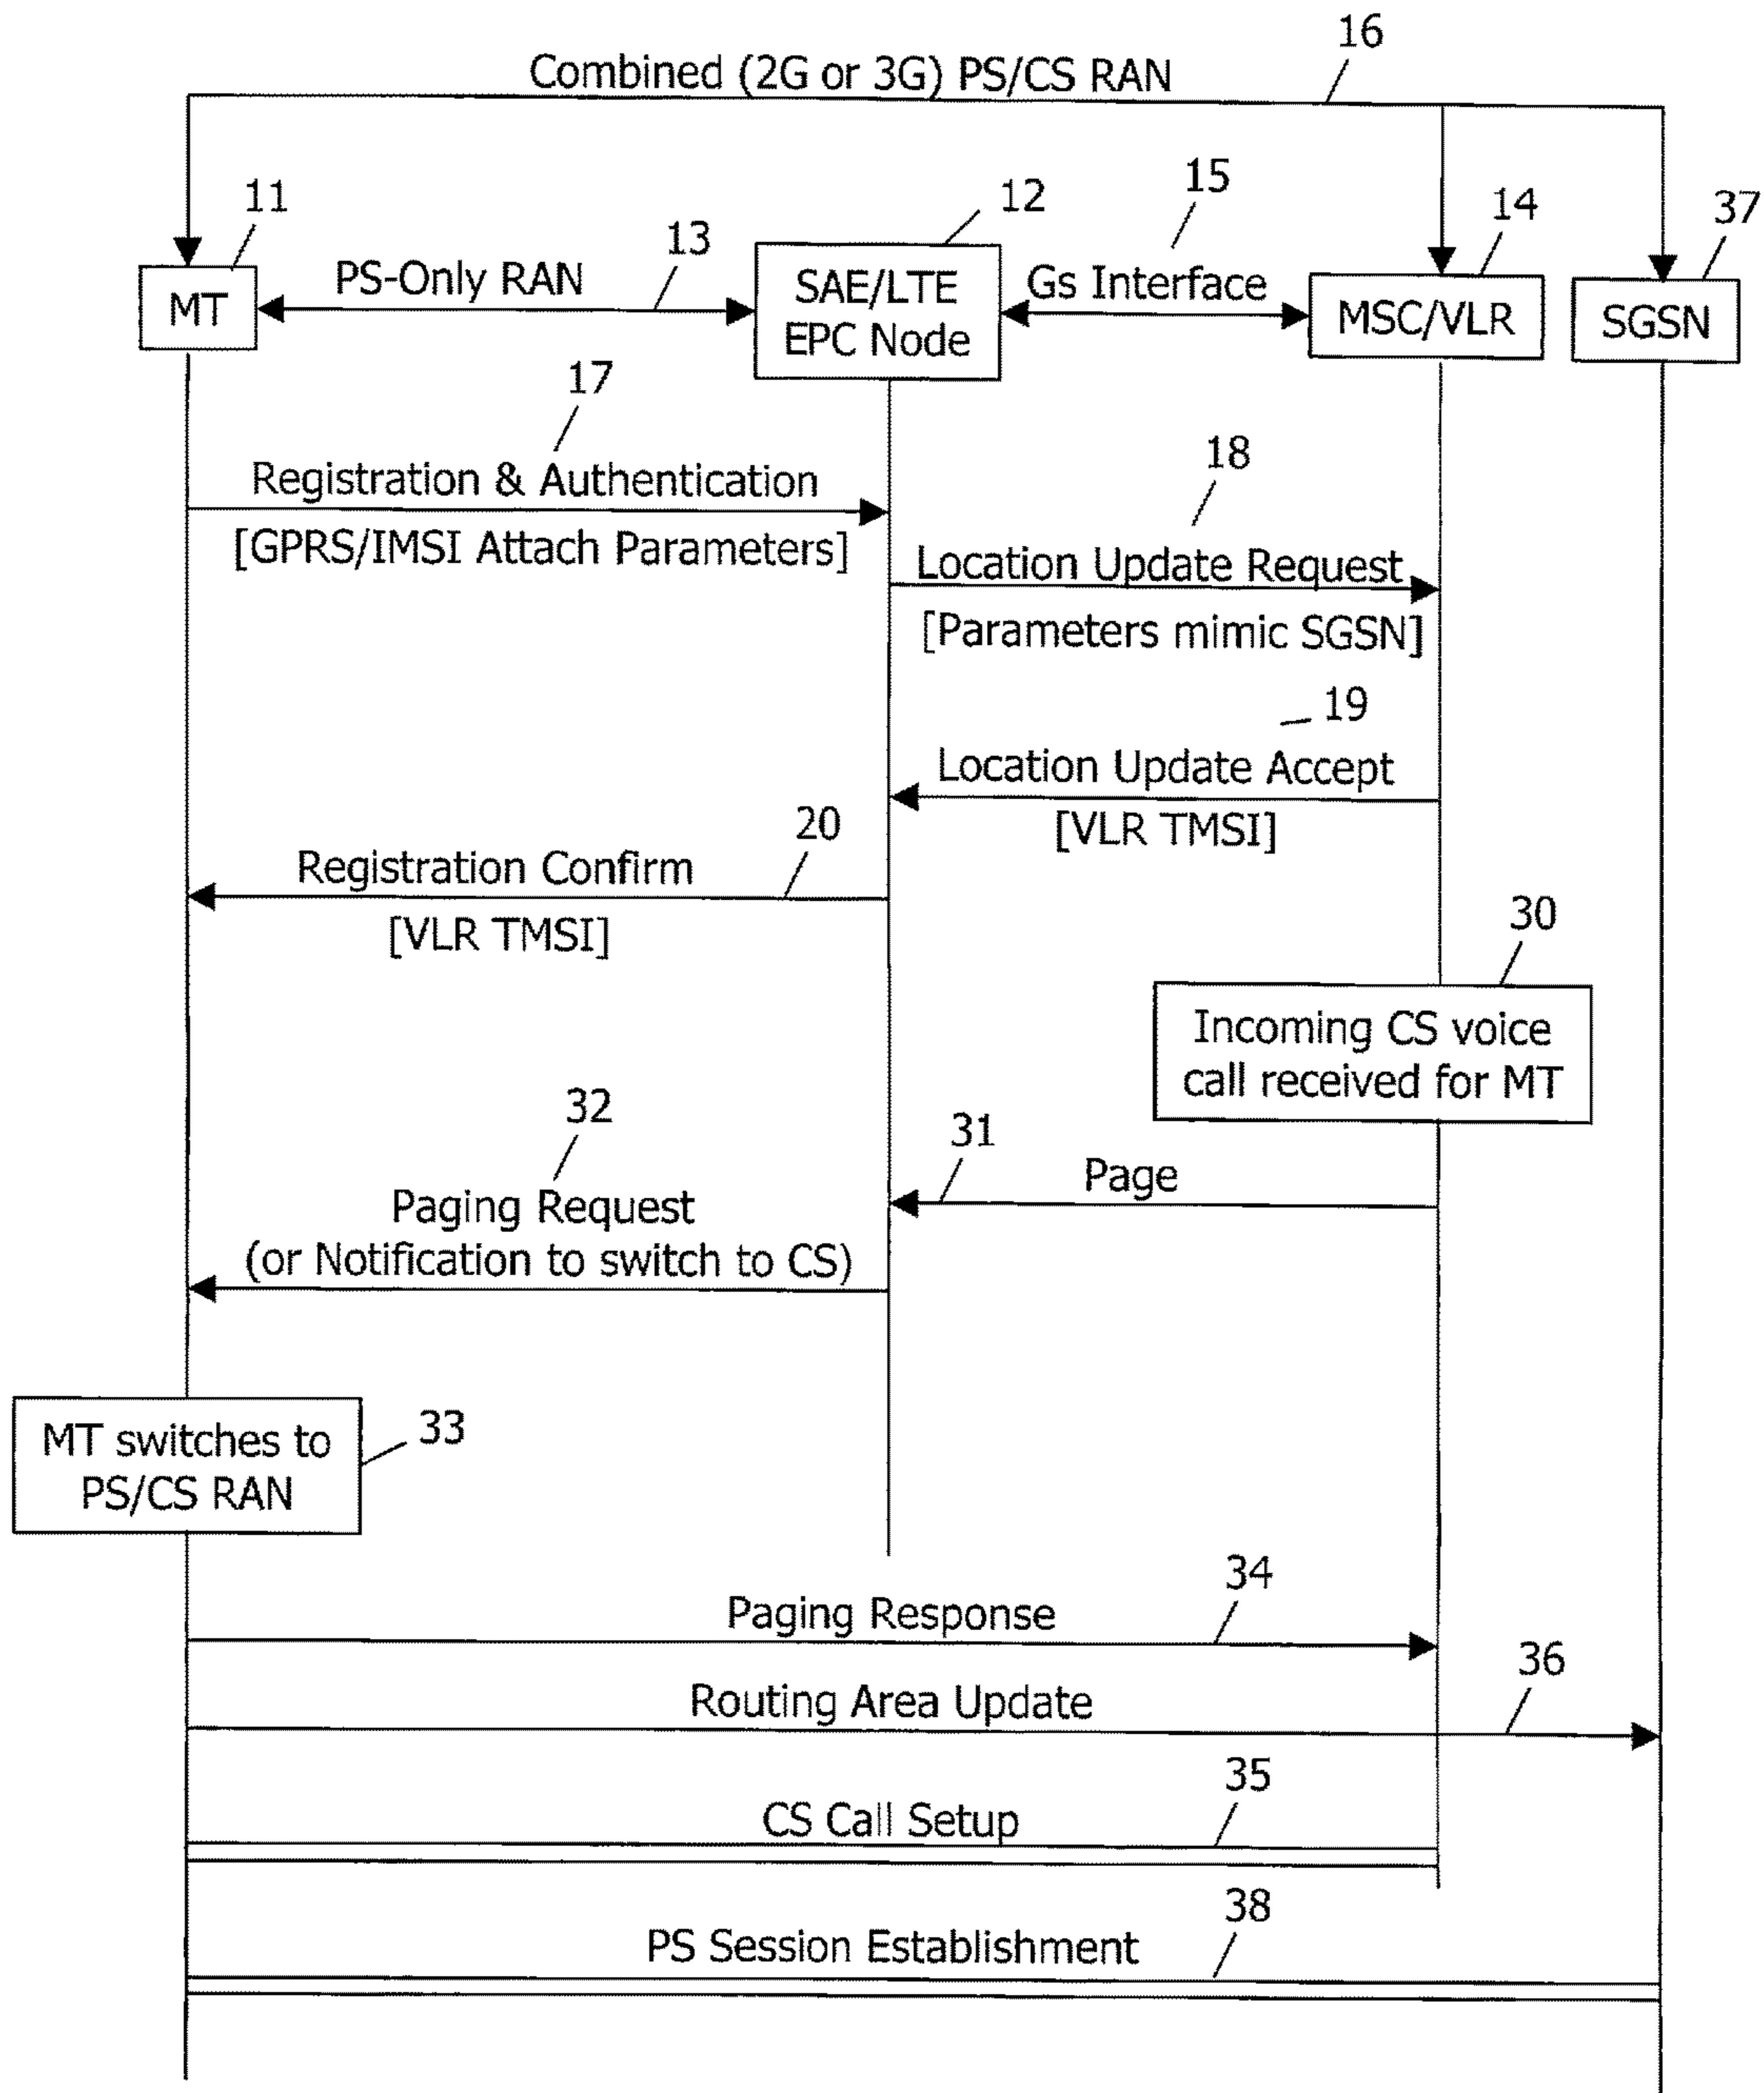 16
Combined (2G or 3G) PS/CS RAN
11
13
12
15
14
37
MT
PS-Only RAN
SAE/LTE
EPC Node
Gs Interface
MSC/VLR
SGSN
17
Registration & Authentication
[GPRS/IMSI Attach Parameters]
18
Location Update Request
[Parameters mimic SGSN]
19
Location Update Accept
[VLR TMSI]
20
Registration Confirm
[VLR TMSI]
30
Incoming CS voice
call received for MT
31
Page
32
Paging Request
(or Notification to switch to CS)
MT switches to
PS/CS RAN
33
34
Paging Response
36
Routing Area Update
35
CS Call Setup
38
PS Session Establishment